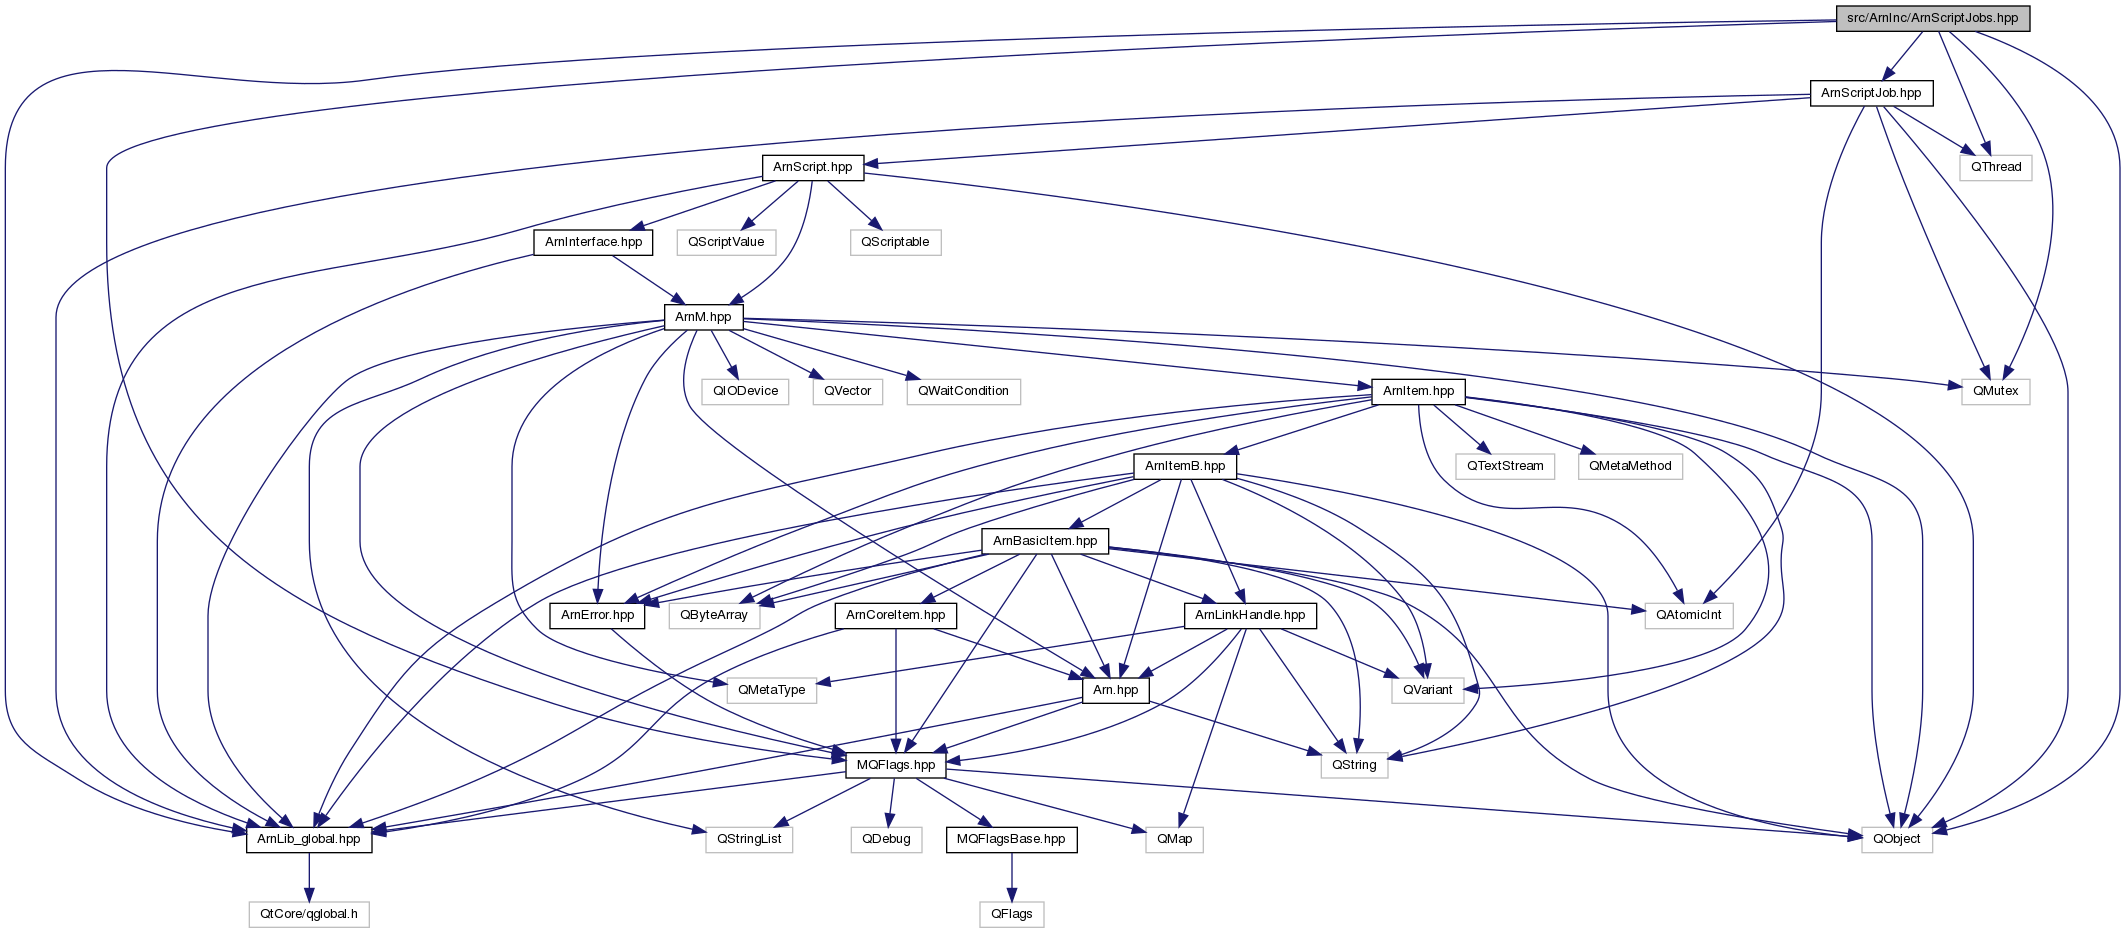 src/ArnInc/ArnScriptJobs.hpp
ArnScriptJob.hpp
ArnScript.hpp
QThread
ArnInterface.hpp
QScriptValue
QScriptable
ArnM.hpp
QIODevice
QVector
QWaitCondition
ArnItem.hpp
QMutex
ArnItemB.hpp
QTextStream
QMetaMethod
ArnBasicItem.hpp
ArnError.hpp
QByteArray
ArnCoreItem.hpp
ArnLinkHandle.hpp
QAtomicInt
QMetaType
Arn.hpp
QVariant
MQFlags.hpp
QString
ArnLib_global.hpp
QStringList
QDebug
MQFlagsBase.hpp
QMap
QObject
QtCore/qglobal.h
QFlags